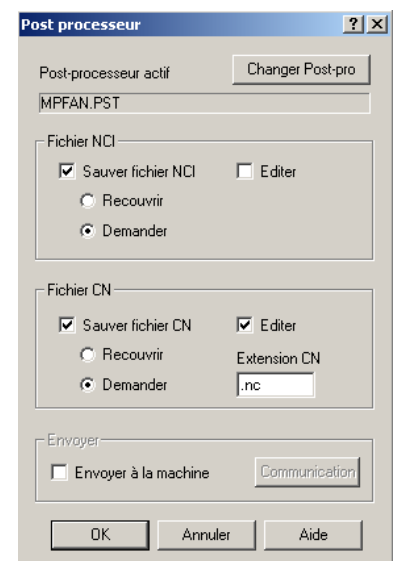 Post processeur
Post-processeur actif Changer Post-pro
MPFAN.PST
Fichier NCI
Sauver fichier NCI Editer
Recouvrir
Demander
Fichier CN
Sauver fichier CN Editer
Recouvrir Extension CN
Demander .nc
Envoyer
Envoyer à la machine Communication
OK Annuler Aide